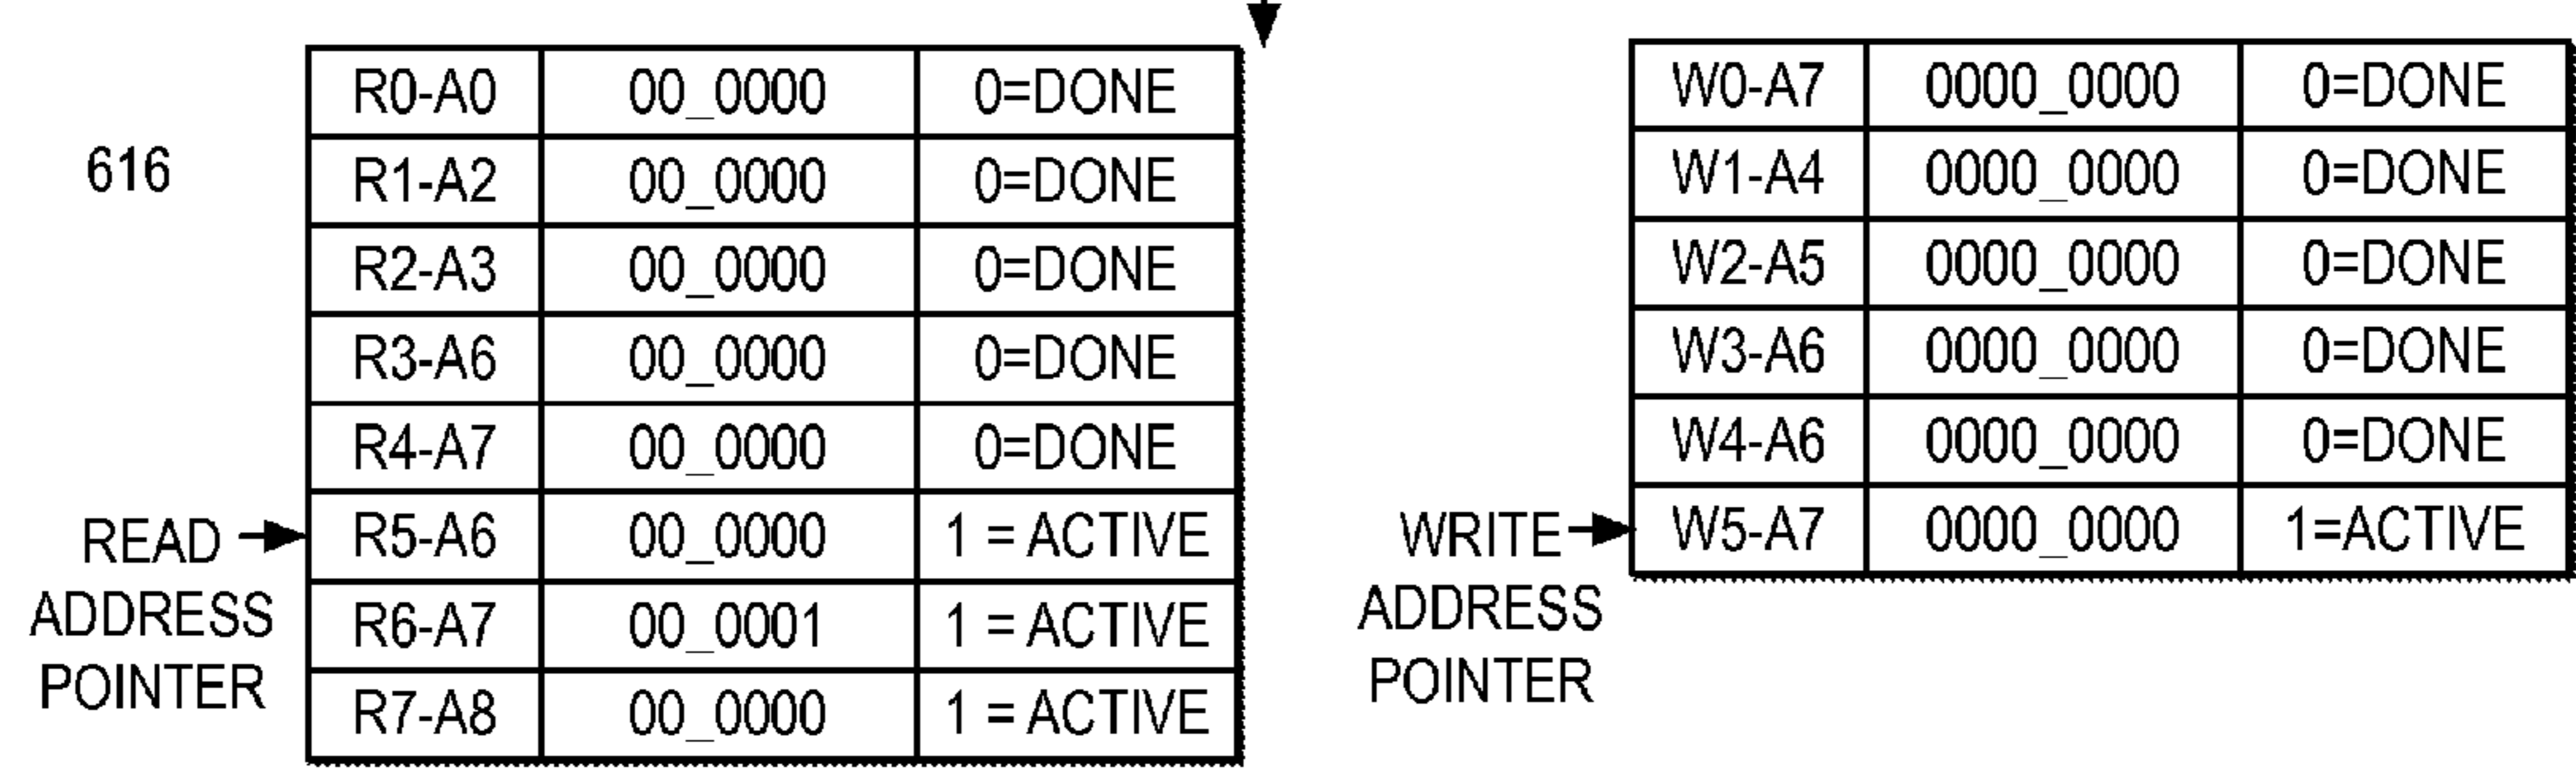 616
R0-A0 00_0000 0=DONE
R1-A2 00_0000 0=DONE
R2-A3 00_0000 0=DONE
R3-A6 00_0000 0=DONE
R4-A7 00_0000 0=DONE
R5-A6 00_0000 1 = ACTIVE
R6-A7 00_0001 1 = ACTIVE
R7-A8 00_0000 1 = ACTIVE
READ
ADDRESS
POINTER
W0-A7 0000_0000 0=DONE
W1-A4 0000_0000 0=DONE
W2-A5 0000_0000 0=DONE
W3-A6 0000_0000 0=DONE
W4-A6 0000_0000 0=DONE
W5-A7 0000_0000 1=ACTIVE
WRITE
ADDRESS
POINTER